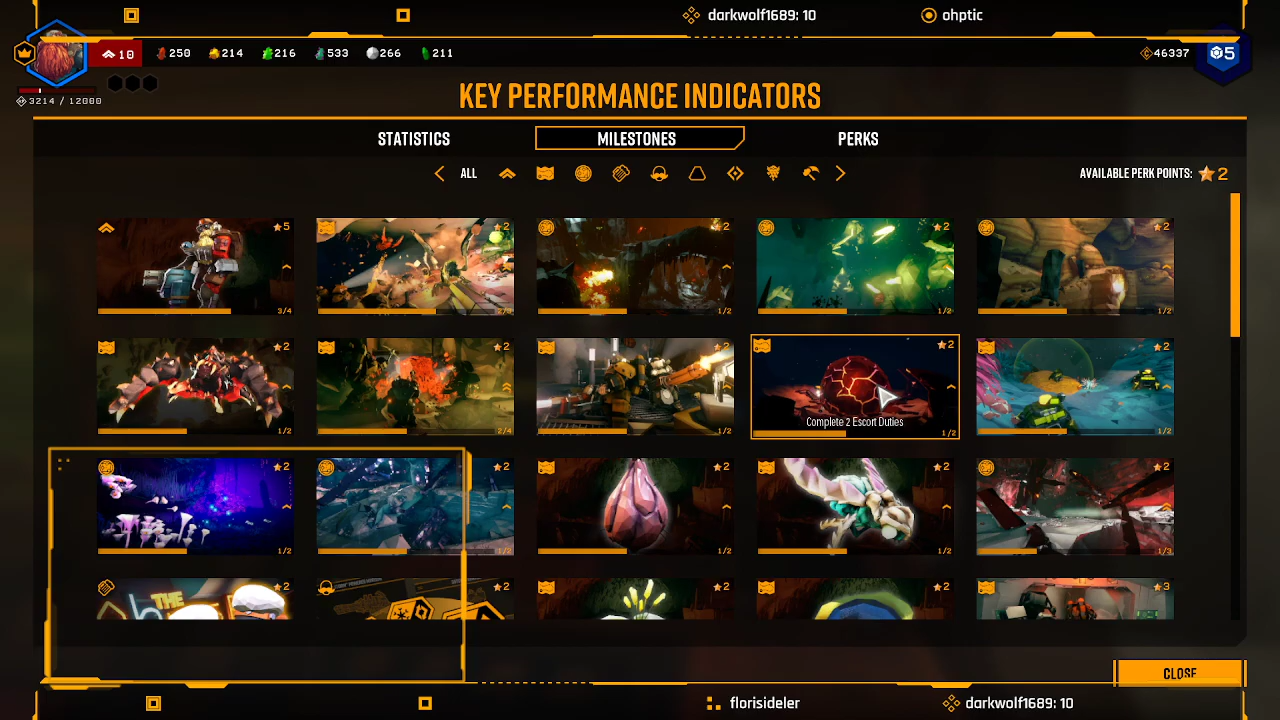 darkwolf1689: 10
ohptic
10
250
214
216
533
266
211
46337
5
3214 / 12000
KEY PERFORMANCE INDICATORS
STATISTICS
MILESTONES
PERKS
ALL
AVAILABLE PERK POINTS: 2
5 2 2 2 2
3/4 2/3 1/2 1/2 1/2
2 2 2 2 2
Complete 2 Escort Duties
1/2 2/4 1/2 1/2 1/2
2 2 2 2 2 2
1/2 1/2 1/2 1/2 1/3
2 THE 2 2 2 3
CLOSE
florisideler
darkwolf1689: 10